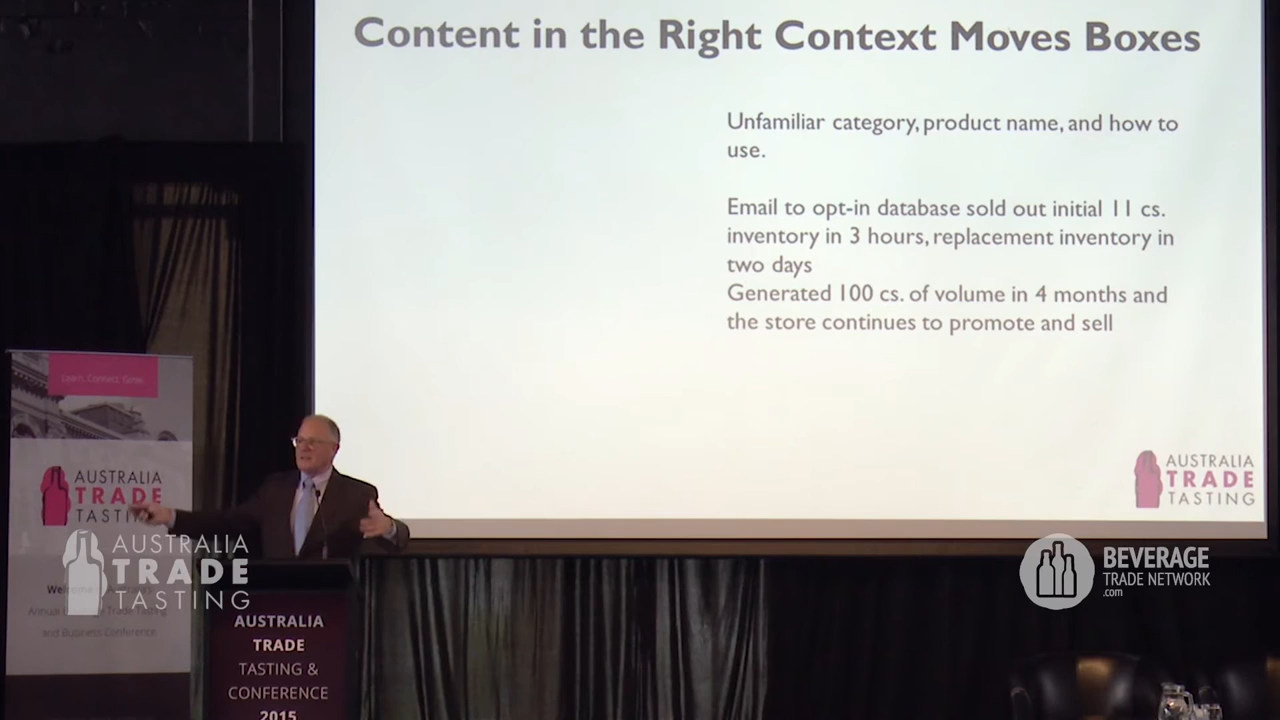 Content in the Right Context Moves Boxes
Unfamiliar category, product name, and how to
use.
Email to opt-in database sold out initial 11 cs.
inventory in 3 hours, replacement inventory in
two days
Generated 100 cs. of volume in 4 months and
the store continues to promote and sell
AUSTRALIA
TRADE
TASTING
Learn. Connect. Grow.
AUSTRALIA
TRADE
TASTING
AUSTRALIA
TRADE
TASTING
and Business Conference
BEVERAGE
TRADE NETWORK
.com
AUSTRALIA
TRADE
TASTING &
CONFERENCE
2015